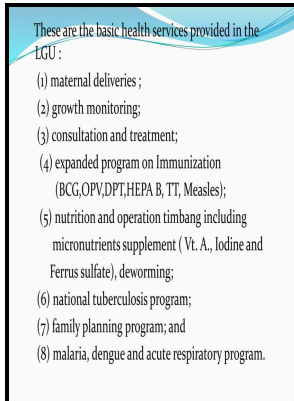 These are the basic health services provided in the
LGU :
(1) maternal deliveries ;
(2) growth monitoring;
(3) consultation and treatment;
(4) expanded program on Immunization
(BCG,OPV,DPT,HEPA B, TT, Measles);
(5) nutrition and operation timbang including
micronutrients supplement ( Vt. A., Iodine and
Ferrus sulfate), deworming;
(6) national tuberculosis program;
(7) family planning program; and
(8) malaria, dengue and acute respiratory program.